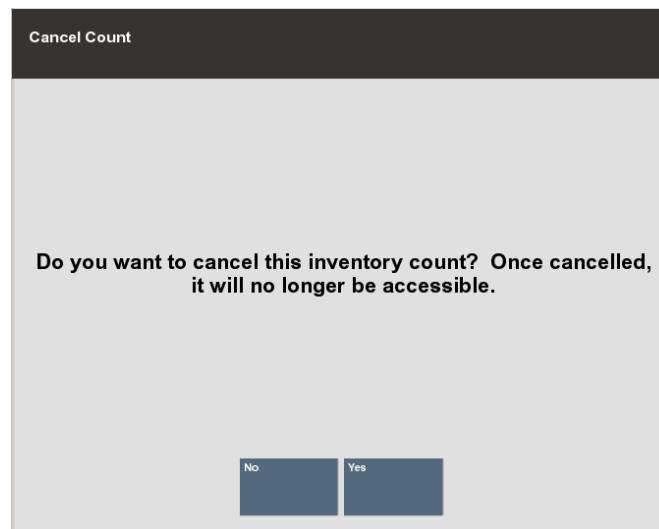 Cancel Count
Do you want to cancel this inventory count?  Once cancelled,
it will no longer be accessible.
No
Yes